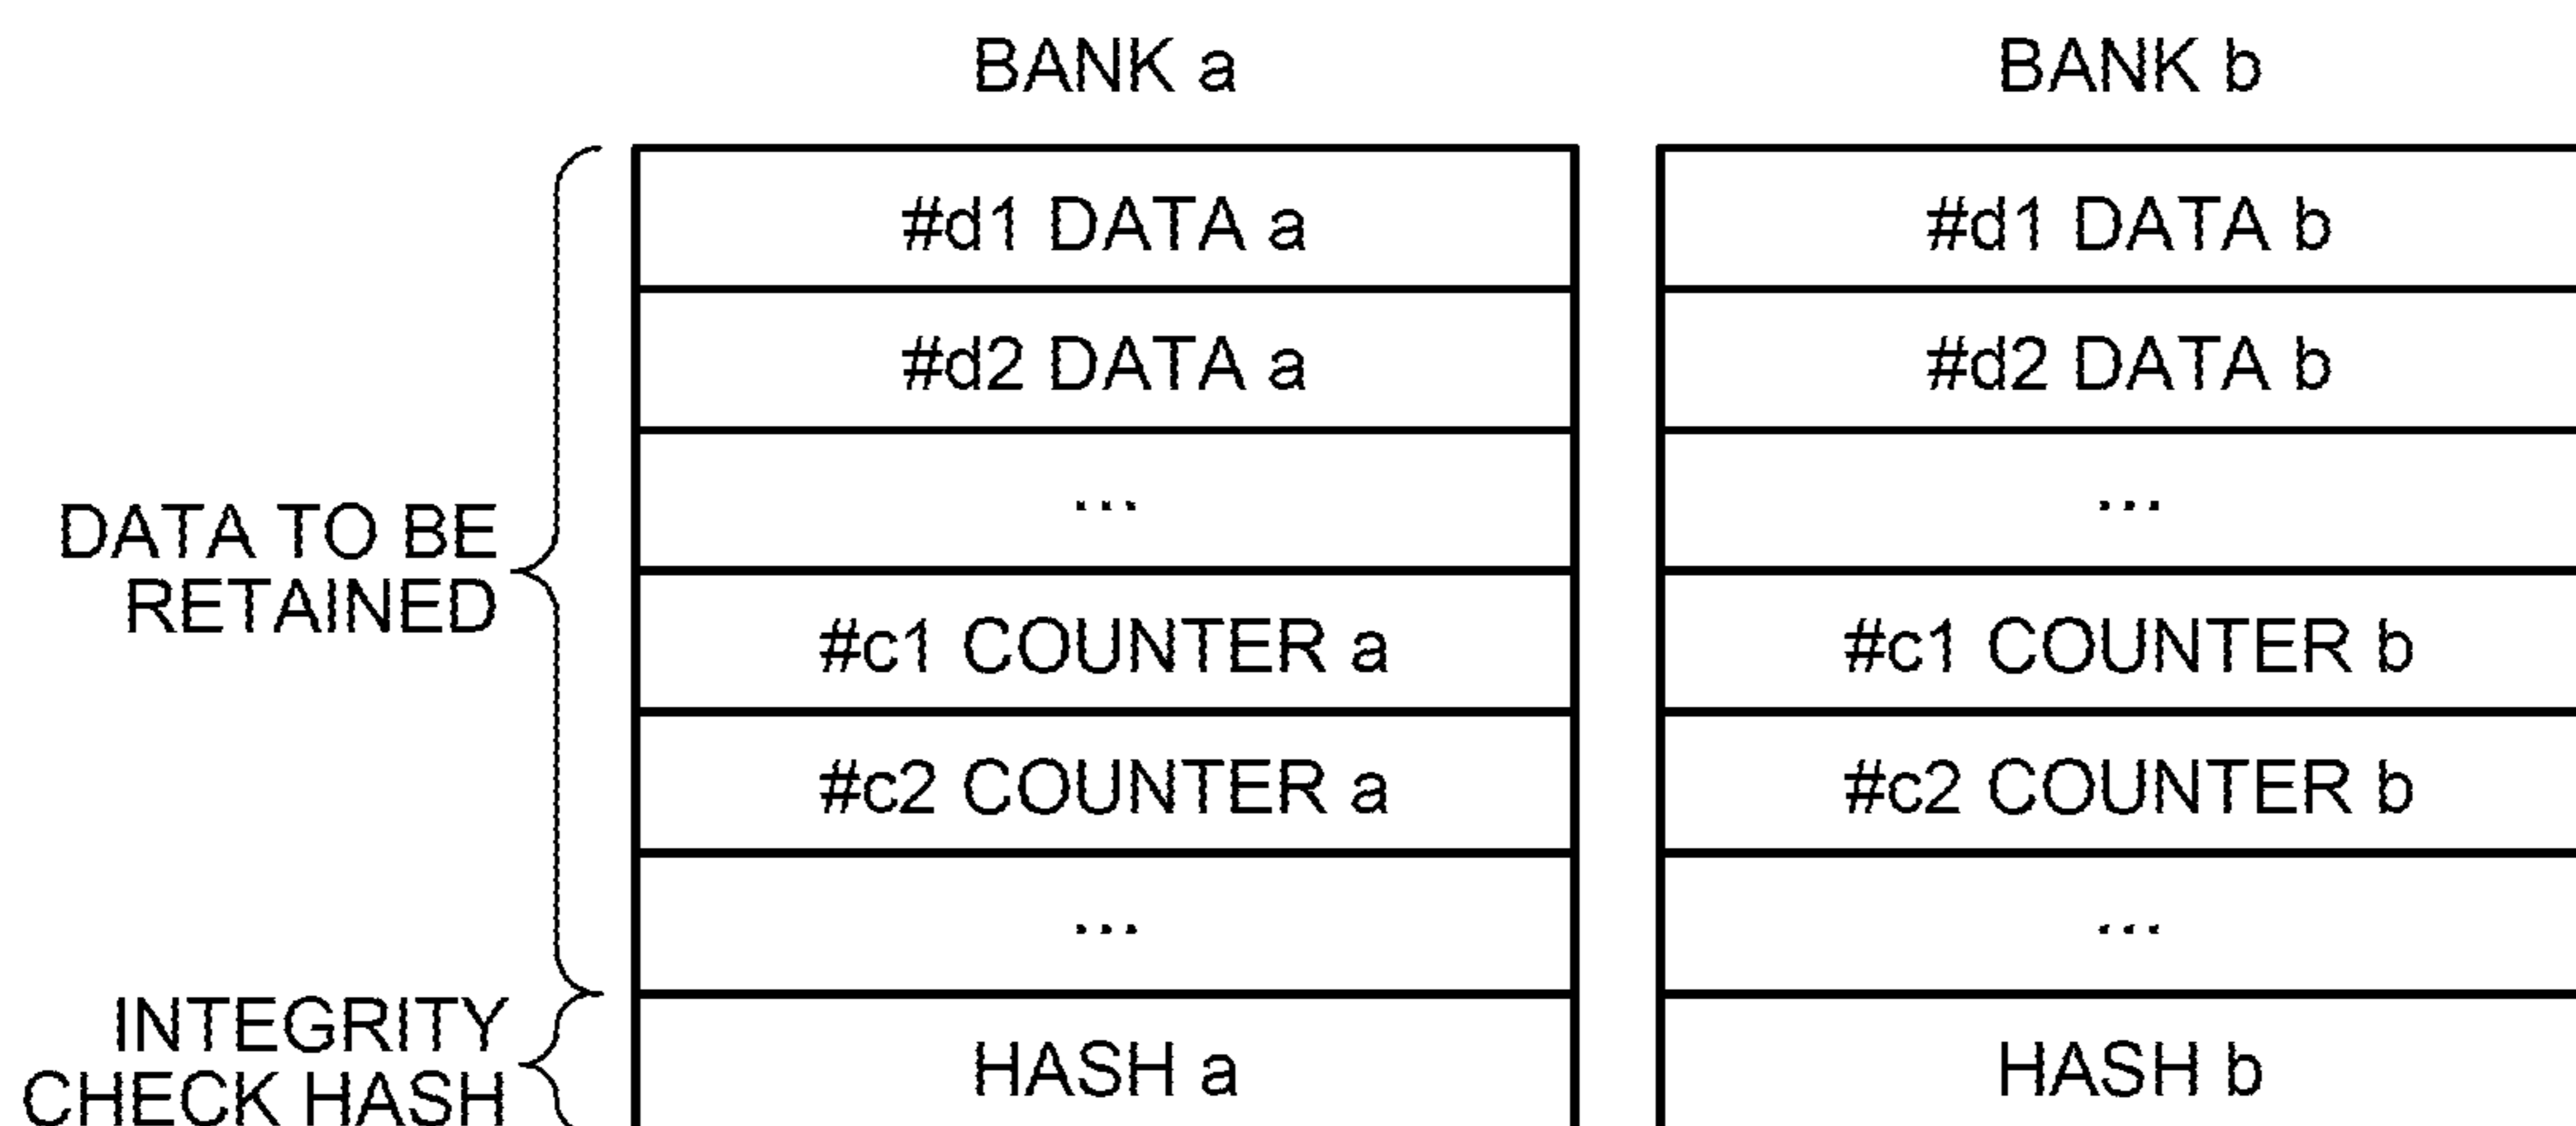 BANK a
BANK b
#d1 DATA a
#d1 DATA b
#d2 DATA a
#d2 DATA b
...
...
DATA TO BE
RETAINED
#c1 COUNTER a
#c1 COUNTER b
#c2 COUNTER a
#c2 COUNTER b
...
...
INTEGRITY
CHECK HASH
HASH a
HASH b